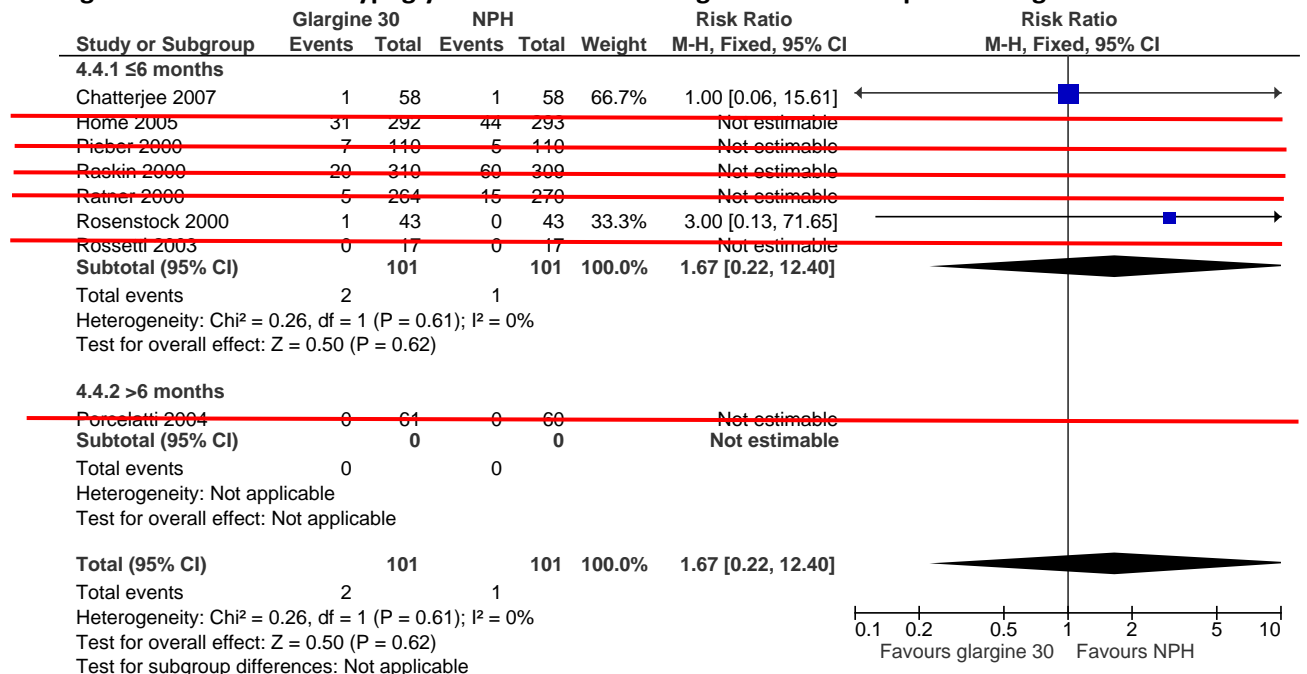 Glargine 30 NPH Risk Ratio Risk Ratio
Study or Subgroup Events Total Events Total Weight M-H, Fixed, 95% CI M-H, Fixed, 95% CI
4.4.1 ≤6 months
Chatterjee 2007 1 58 1 58 66.7% 1.00 [0.06, 15.61]
Home 2005 31 292 44 293 Not estimable
Pieber 2000 7 110 5 110 Not estimable
Raskin 2000 20 310 60 309 Not estimable
Ratner 2000 5 264 15 270 Not estimable
Rosenstock 2000 1 43 0 43 33.3% 3.00 [0.13, 71.65]
Rossetti 2003 0 17 0 17 Not estimable
Subtotal (95% CI) 101 101 100.0% 1.67 [0.22, 12.40]
Total events 2 1
Heterogeneity: Chi² = 0.26, df = 1 (P = 0.61); I² = 0%
Test for overall effect: Z = 0.50 (P = 0.62)
4.4.2 >6 months
Porcelatti 2004 0 61 0 60 Not estimable
Subtotal (95% CI) 0 0 Not estimable
Total events 0 0
Heterogeneity: Not applicable
Test for overall effect: Not applicable
Total (95% CI) 101 101 100.0% 1.67 [0.22, 12.40]
Total events 2 1
Heterogeneity: Chi² = 0.26, df = 1 (P = 0.61); I² = 0%
Test for overall effect: Z = 0.50 (P = 0.62)
Test for subgroup differences: Not applicable
0.1 0.2 0.5 1 2 5 10
Favours glargine 30 Favours NPH